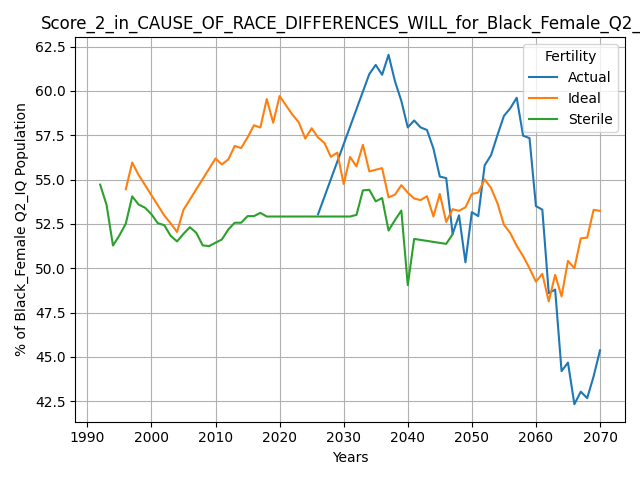 Score_2_in_CAUSE_OF_RACE_DIFFERENCES_WILL_for_Black_Female_Q2_
Fertility
Actual
Ideal
Sterile
% of Black_Female Q2_IQ Population
62.5
60.0
57.5
55.0
52.5
50.0
47.5
45.0
42.5
1990 2000 2010 2020 2030 2040 2050 2060 2070
Years